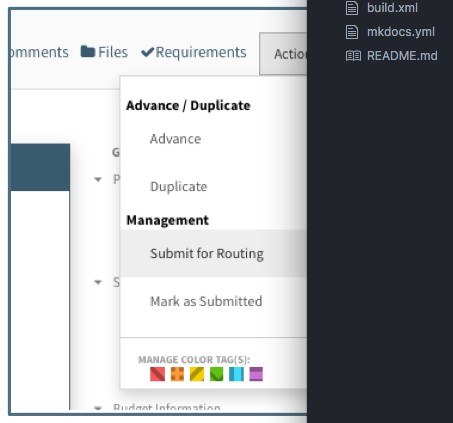 omments Files Requirements Action
build.xml
mkdocs.yml
README.md
Advance / Duplicate
Advance
G
P
Duplicate
Management
Submit for Routing
S
Mark as Submitted
MANAGE COLOR TAG(S):
Budget Information